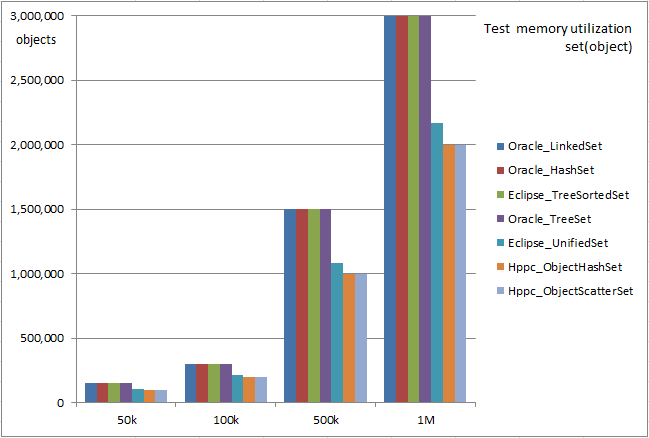 3,000,000
objects
2,500,000
2,000,000
1,500,000
1,000,000
500,000
0
50k 100k 500k 1M
Test memory utilization
set(object)
Oracle_LinkedSet
Oracle_HashSet
Eclipse_TreeSortedSet
Oracle_TreeSet
Eclipse_UnifiedSet
Hppc_ObjectHashSet
Hppc_ObjectScatterSet